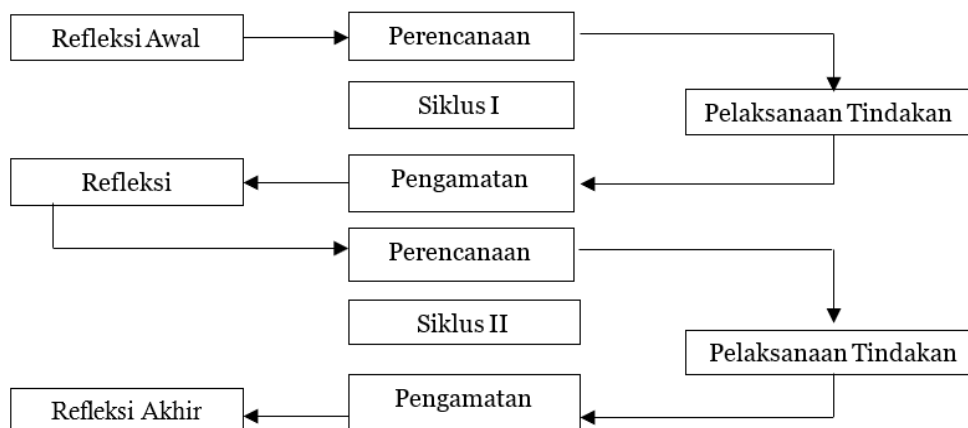 Refleksi Awal
Perencanaan
Siklus I
Pelaksanaan Tindakan
Refleksi
Pengamatan
Perencanaan
Siklus II
Pelaksanaan Tindakan
Refleksi Akhir
Pengamatan